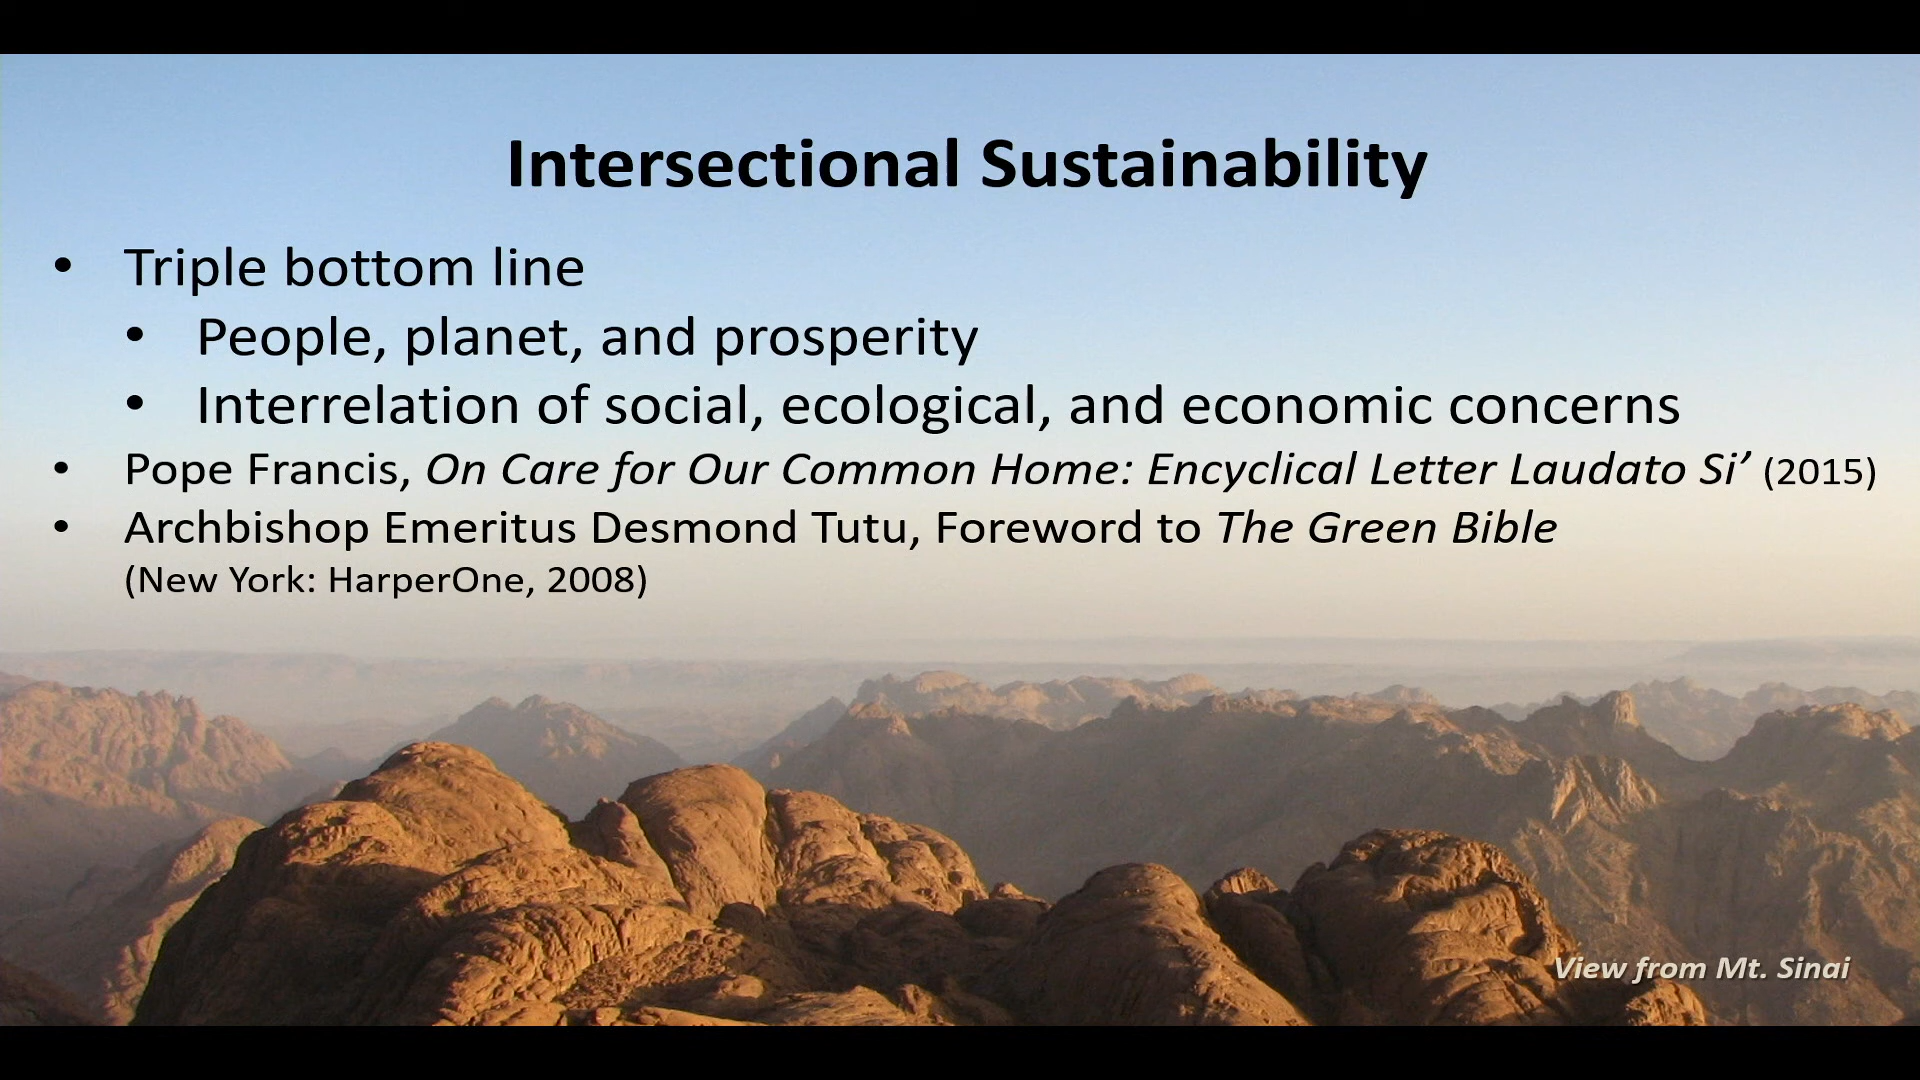 Intersectional Sustainability
• Triple bottom line
• People, planet, and prosperity
• Interrelation of social, ecological, and economic concerns
• Pope Francis, On Care for Our Common Home: Encyclical Letter Laudato Si’ (2015)
• Archbishop Emeritus Desmond Tutu, Foreword to The Green Bible
(New York: HarperOne, 2008)
View from Mt. Sinai